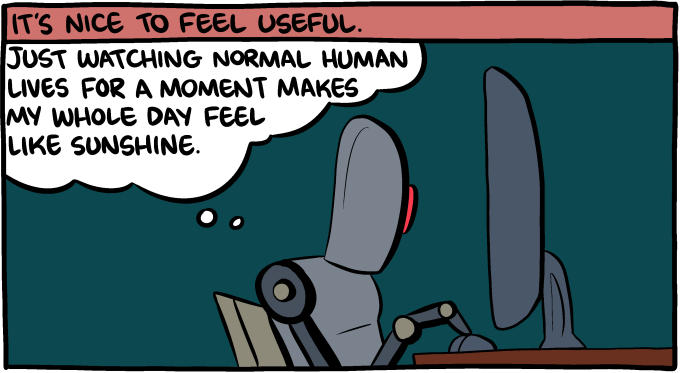 IT'S NICE TO FEEL USEFUL.
JUST WATCHING NORMAL HUMAN
LIVES FOR A MOMENT MAKES
MY WHOLE DAY FEEL
LIKE SUNSHINE.